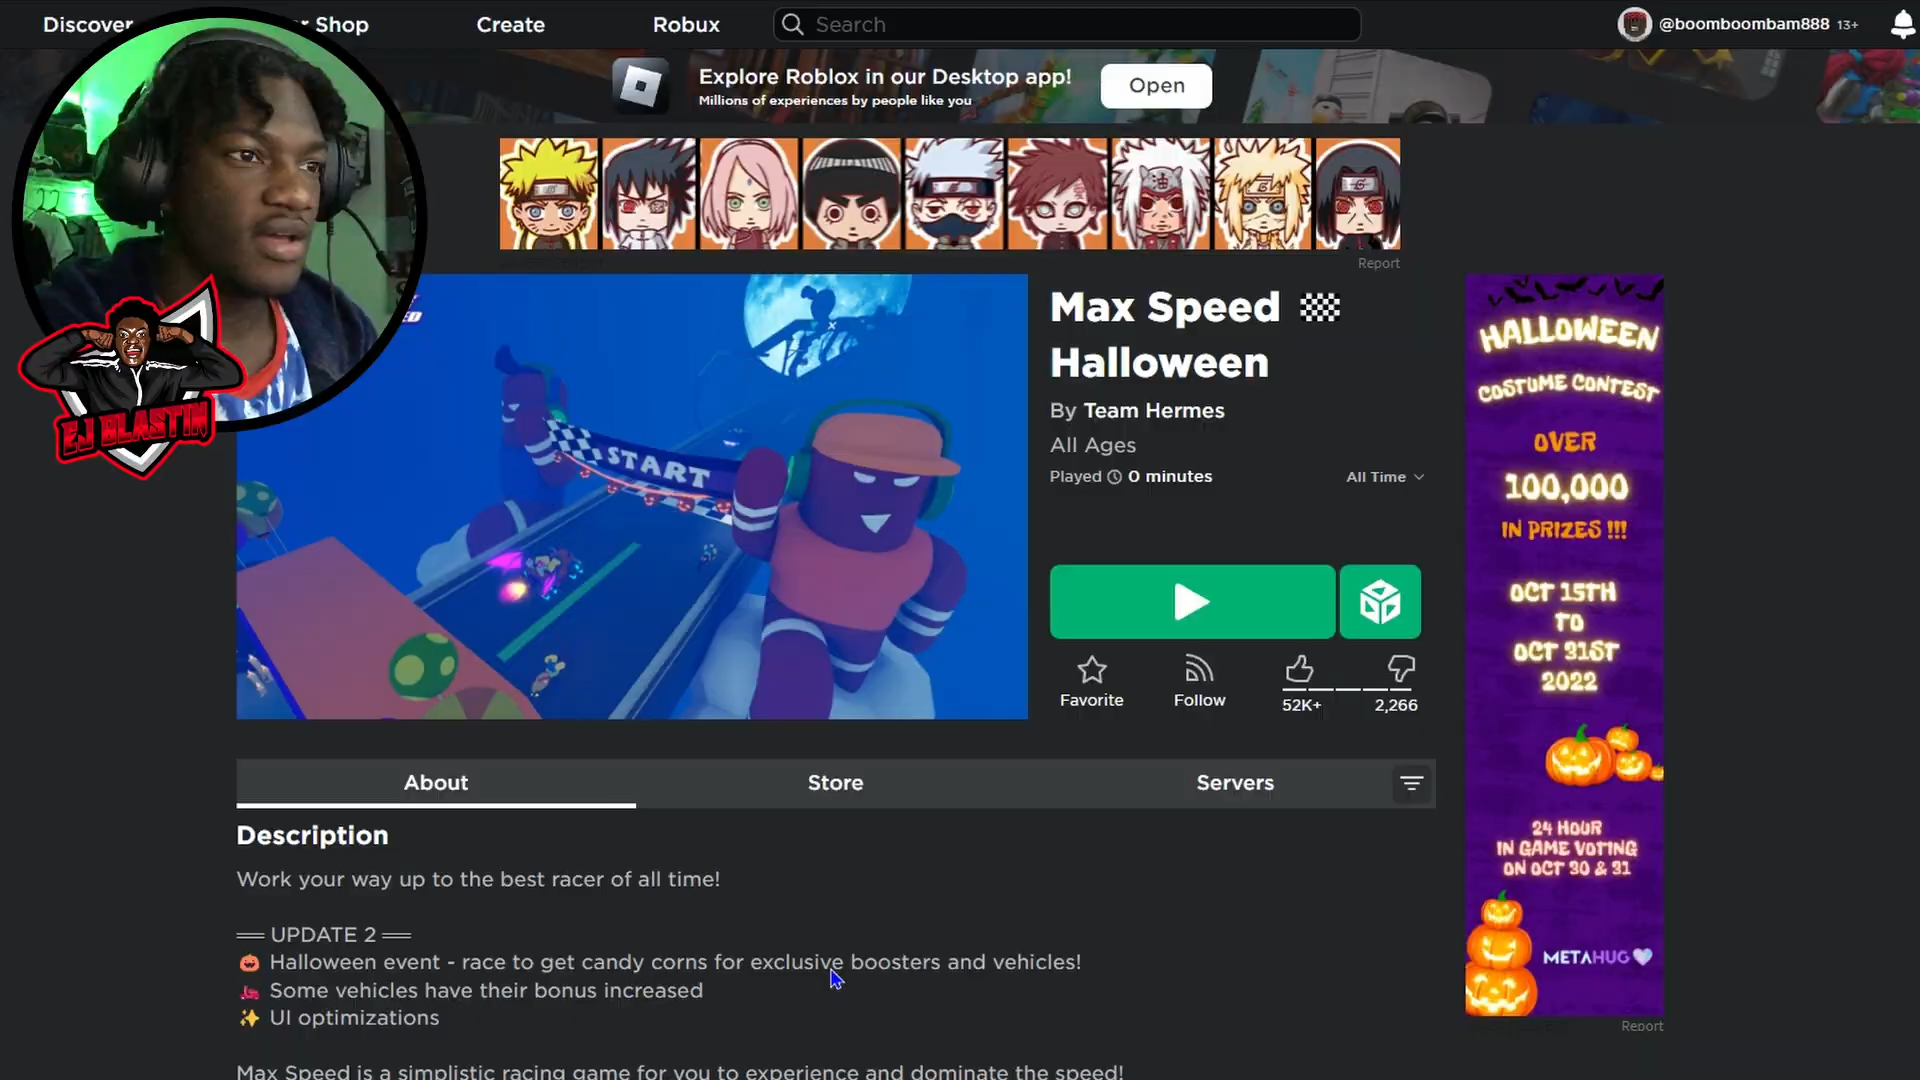 Discover
r Shop
Create
Robux
Search
@boomboombam888 13+
Explore Roblox in our Desktop app!
Millions of experiences by people like you
Open
油
Report
ED
START
EJ BLASTIN
Max Speed 🏁
Halloween
By Team Hermes
All Ages
Played 0 minutes
All Time
Favorite
Follow
52K+
2,266
HALLOWEEN
COSTUME CONTEST
OVER
100,000
IN PRIZES !!!
OCT 15TH
TO
OCT 31ST
2022
24 HOUR
IN GAME VOTING
ON OCT 30 & 31
METAHUG
Report
About
Store
Servers
Description
Work your way up to the best racer of all time!
══ UPDATE 2 ══
🎃 Halloween event - race to get candy corns for exclusive boosters and vehicles!
🛵 Some vehicles have their bonus increased
✨ UI optimizations
Max Speed is a simplistic racing game for you to experience and dominate the speed!